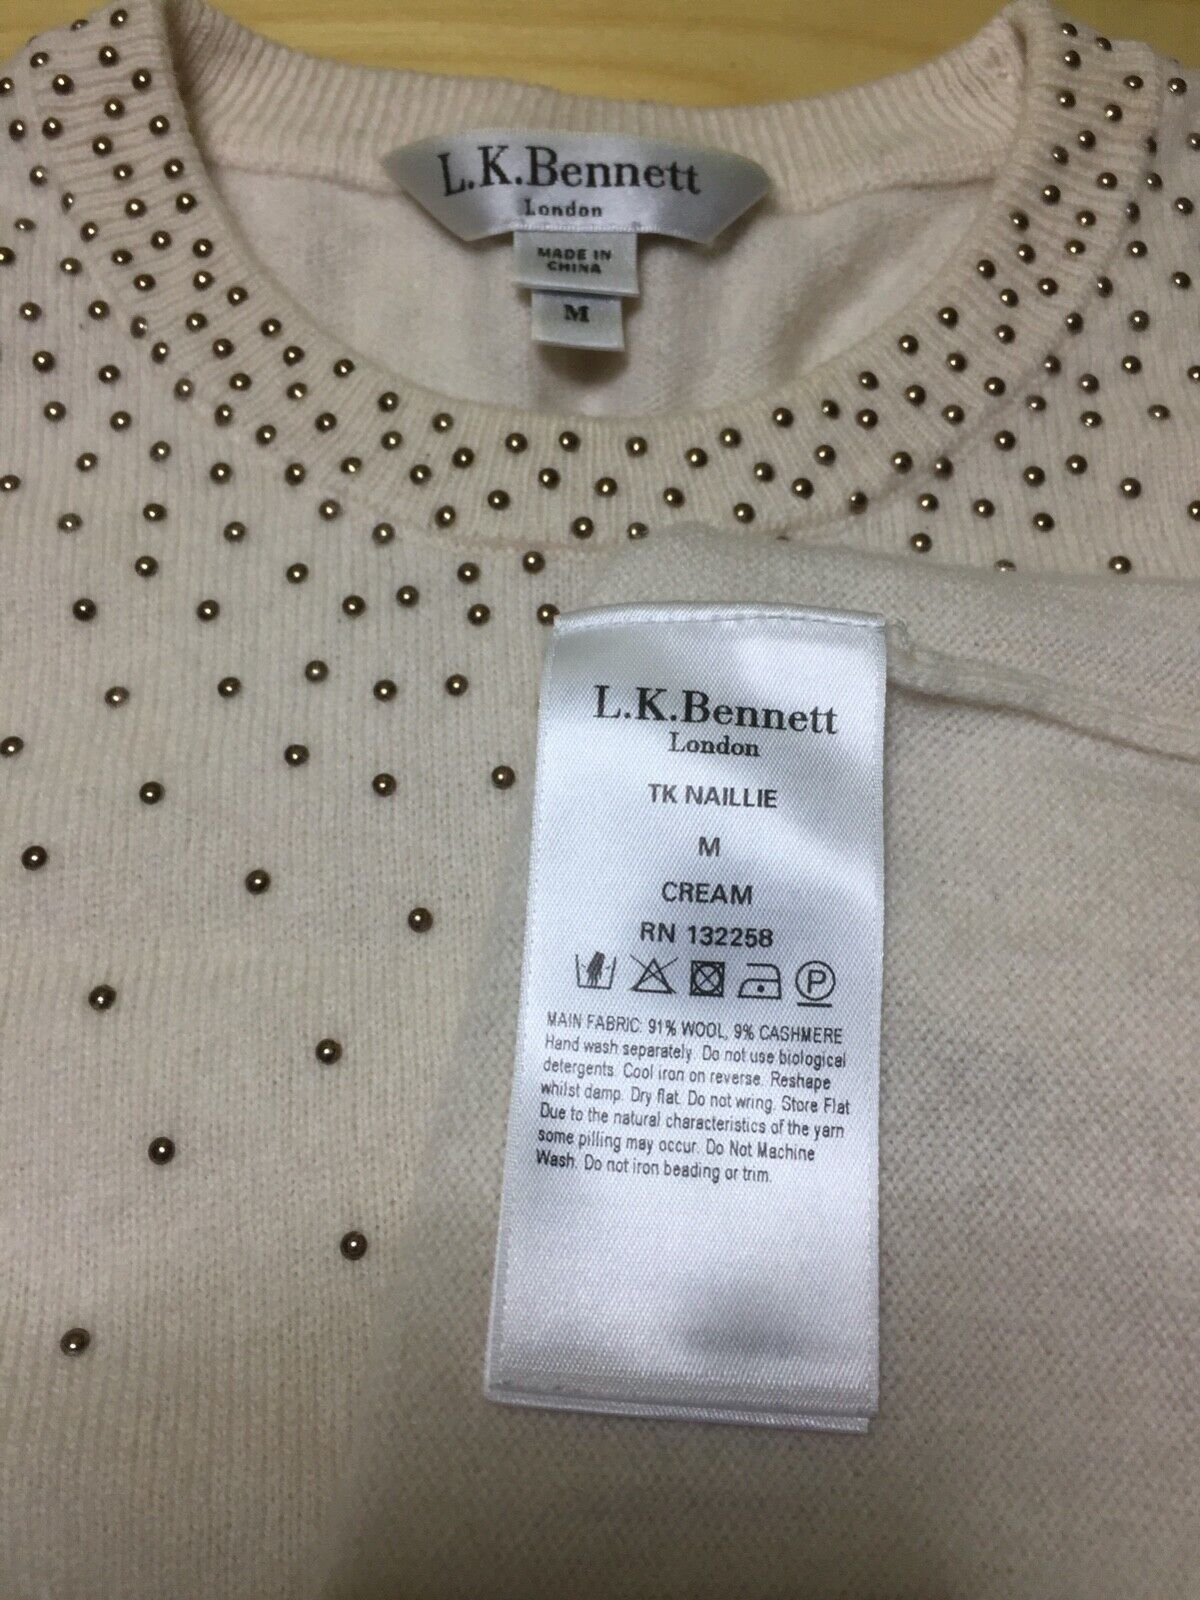 L.K.Bennett
London
MADE IN
CHINA
M
L.K.Bennett
London
TK NAILLIE
M
CREAM
RN 132258
P
MAIN FABRIC: 91% WOOL, 9% CASHMERE
Hand wash separately. Do not use biological
detergents. Cool iron on reverse. Reshape
whilst damp. Dry flat. Do not wring. Store Flat
Due to the natural characteristics of the yarn
some pilling may occur. Do Not Machine
Wash. Do not iron beading or trim.